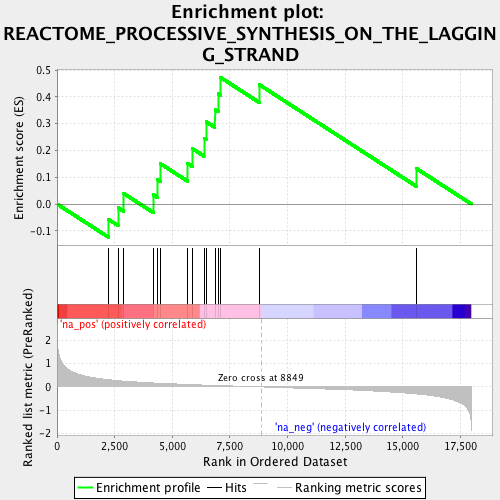 Enrichment plot:
REACTOME_PROCESSIVE_SYNTHESIS_ON_THE_LAGGIN
G_STRAND
Enrichment score (ES)
0.5
0.4
0.3
0.2
0.1
0.0
-0.1
'na_pos' (positively correlated)
Ranked list metric (PreRanked)
2
1
0
-1
-2
Zero cross at 8849
'na_neg' (negatively correlated)
0 2,500 5,000 7,500 10,000 12,500 15,000 17,500
Rank in Ordered Dataset
Enrichment profile Hits Ranking metric scores